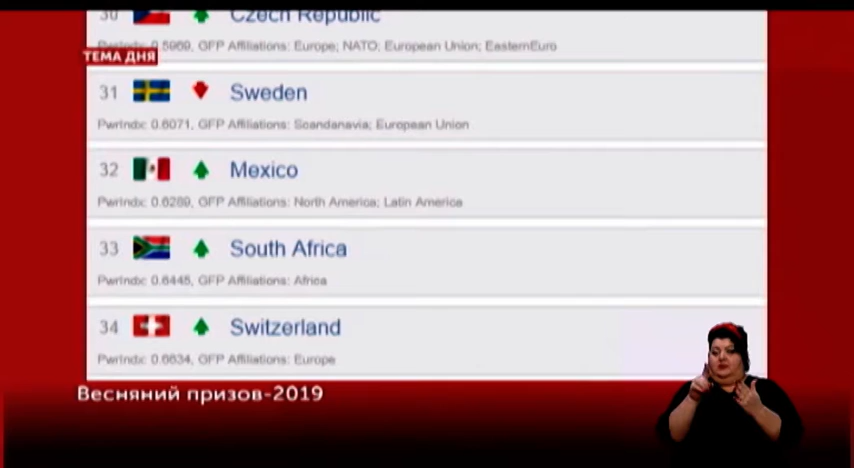 30 Czech Republic
PwrIndx: 0.5969, GFP Affiliations: Europe; NATO; European Union; EasternEuro
ТЕМА ДНЯ
31 Sweden
PwrIndx: 0.6071, GFP Affiliations: Scandanavia; European Union
32 Mexico
PwrIndx: 0.6289, GFP Affiliations: North America; Latin America
33 South Africa
PwrIndx: 0.6445, GFP Affiliations: Africa
34 Switzerland
PwrIndx: 0.6634, GFP Affiliations: Europe
Весняний призов-2019